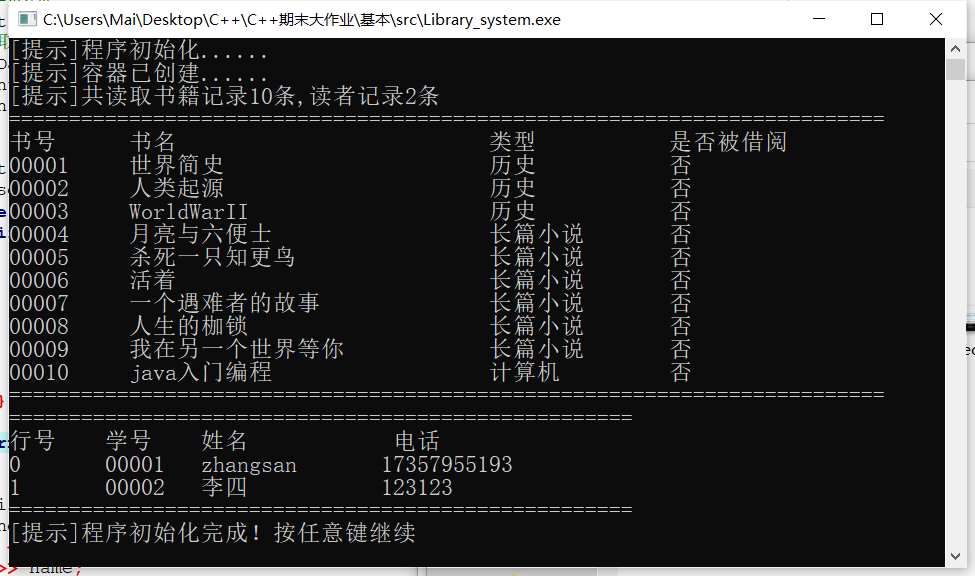 C:\Users\Mai\Desktop\C++\C++期末大作业\基本\src\Library_system.exe
[提示]程序初始化......
[提示]容器已创建......
[提示]共读取书籍记录10条,读者记录2条
=========================================================================
书号 书名 类型 是否被借阅
00001 世界简史 历史 否
00002 人类起源 历史 否
00003 WorldWarII 历史 否
00004 月亮与六便士 长篇小说 否
00005 杀死一只知更鸟 长篇小说 否
00006 活着 长篇小说 否
00007 一个遇难者的故事 长篇小说 否
00008 人生的枷锁 长篇小说 否
00009 我在另一个世界等你 长篇小说 否
00010 java入门编程 计算机 否
=========================================================================
====================================================
行号 学号 姓名 电话
0 00001 zhangsan 17357955193
1 00002 李四 123123
====================================================
[提示]程序初始化完成！按任意键继续
>> name;